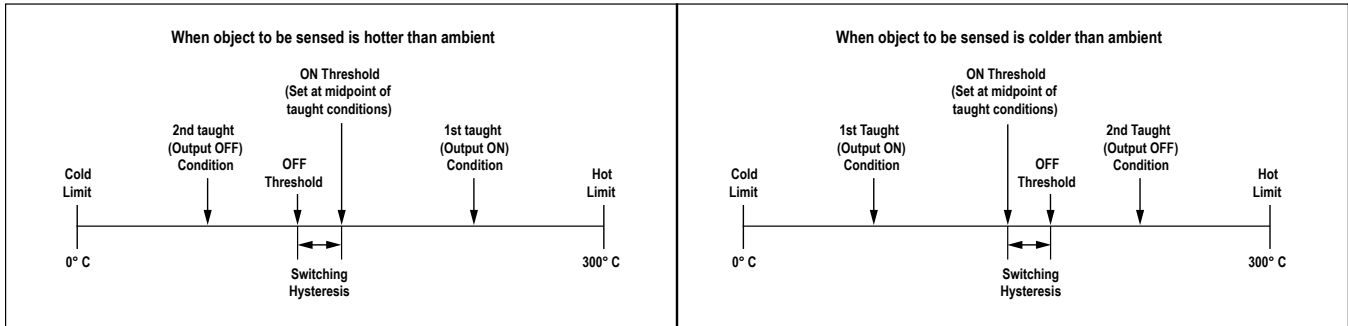 When object to be sensed is hotter than ambient
ON Threshold
(Set at midpoint of
taught conditions)
2nd taught
(Output OFF)
Condition
1st taught
(Output ON)
Condition
OFF
Threshold
Cold
Limit
Hot
Limit
0° C
300° C
Switching
Hysteresis
When object to be sensed is colder than ambient
ON Threshold
(Set at midpoint of
taught conditions)
1st Taught
(Output ON)
Condition
2nd Taught
(Output OFF)
Condition
OFF
Threshold
Cold
Limit
Hot
Limit
0° C
300° C
Switching
Hysteresis